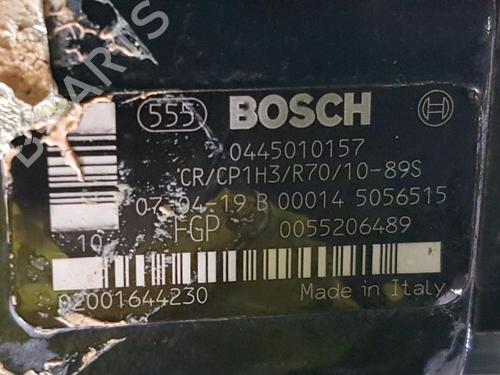 PARTS
555 BOSCH
0445010157
CR/CP1H3/R70/10-89S
07-04-19 B 00014 5056515
10 FGP 0055206489
02001644230 Made in Italy